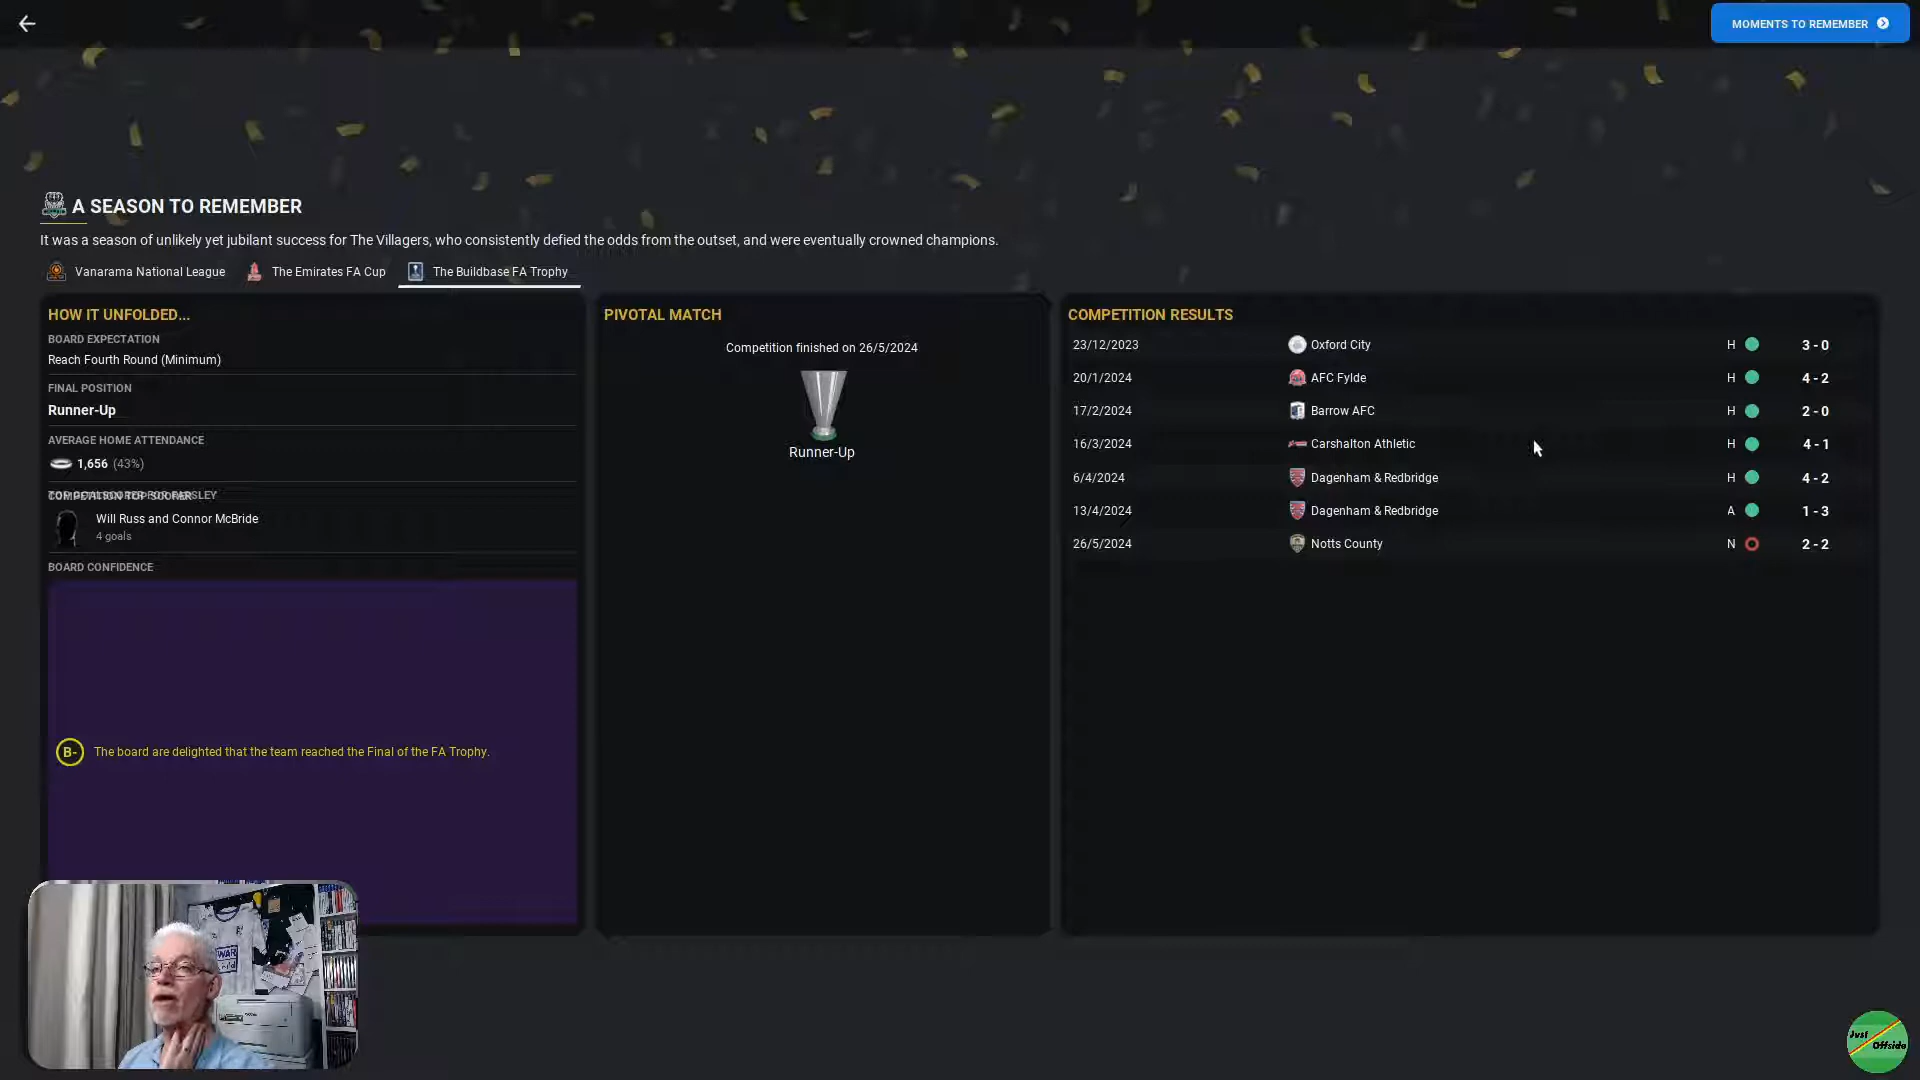 MOMENTS TO REMEMBER
A SEASON TO REMEMBER
It was a season of unlikely yet jubilant success for The Villagers, who consistently defied the odds from the outset, and were eventually crowned champions.
Vanarama National League
The Emirates FA Cup
The Buildbase FA Trophy
HOW IT UNFOLDED...
BOARD EXPECTATION
Reach Fourth Round (Minimum)
FINAL POSITION
Runner-Up
AVERAGE HOME ATTENDANCE
1,656 (43%)
Will Russ and Connor McBride
4 goals
BOARD CONFIDENCE
B- The board are delighted that the team reached the Final of the FA Trophy.
PIVOTAL MATCH
Competition finished on 26/5/2024
Runner-Up
COMPETITION RESULTS
23/12/2023 Oxford City H 3 - 0
20/1/2024 AFC Fylde H 4 - 2
17/2/2024 Barrow AFC H 2 - 0
16/3/2024 Carshalton Athletic H 4 - 1
6/4/2024 Dagenham & Redbridge H 4 - 2
13/4/2024 Dagenham & Redbridge A 1 - 3
26/5/2024 Notts County N 2 - 2
WAR
Just
Offside